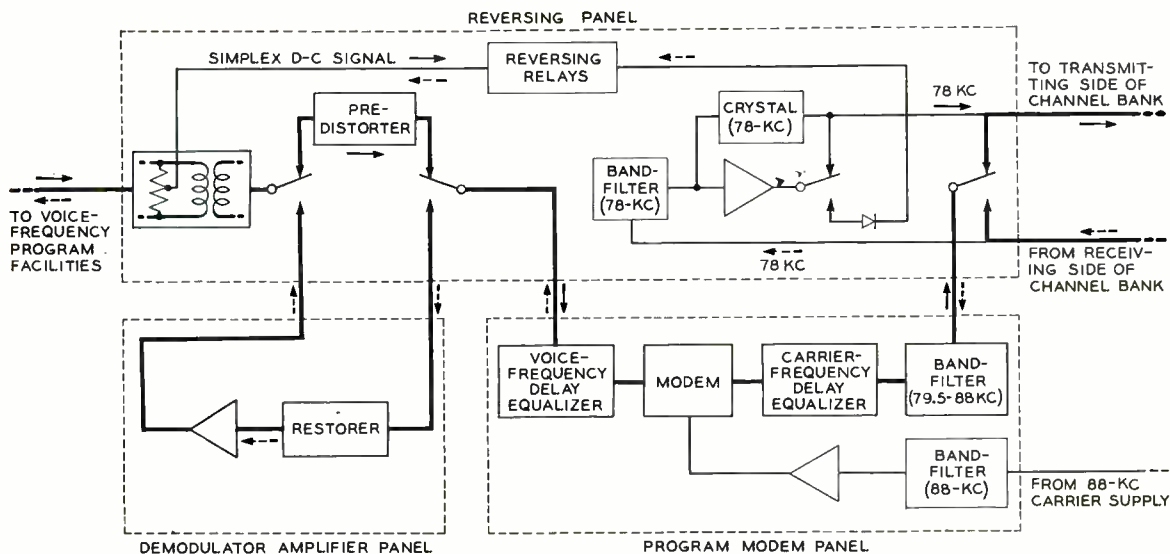 REVERSING PANEL
SIMPLEX D-C SIGNAL
REVERSING
RELAYS
PRE-
DISTORTER
CRYSTAL
(78-KC)
78 KC
TO TRANSMIT-
TING SIDE OF
CHANNEL BANK
BAND-
FILTER
(78-KC)
78 KC
TO VOICE-
FREQUENCY
PROGRAM
FACILITIES
FROM RECEIV-
ING SIDE OF
CHANNEL BANK
RESTORER
DEMODULATOR AMPLIFIER PANEL
VOICE-
FREQUENCY
DELAY
EQUALIZER
MODEM
CARRIER-
FREQUENCY
DELAY
EQUALIZER
BAND-
FILTER
(79.5-88KC)
BAND-
FILTER
(88-KC)
FROM 88-KC
CARRIER SUPPLY
PROGRAM MODEM PANEL